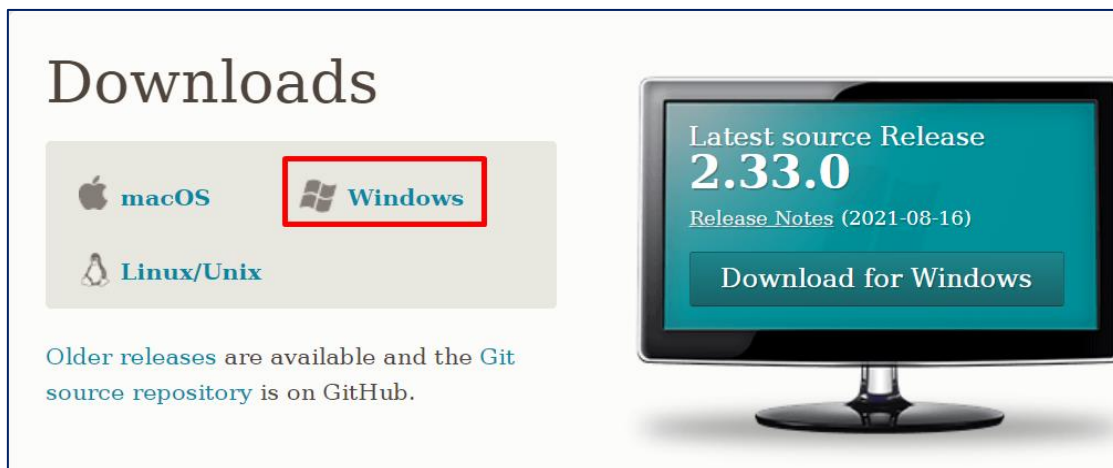 Downloads
macOS
Windows
Linux/Unix
Older releases are available and the Git
source repository is on GitHub.
Latest source Release
2.33.0
Release Notes (2021-08-16)
Download for Windows